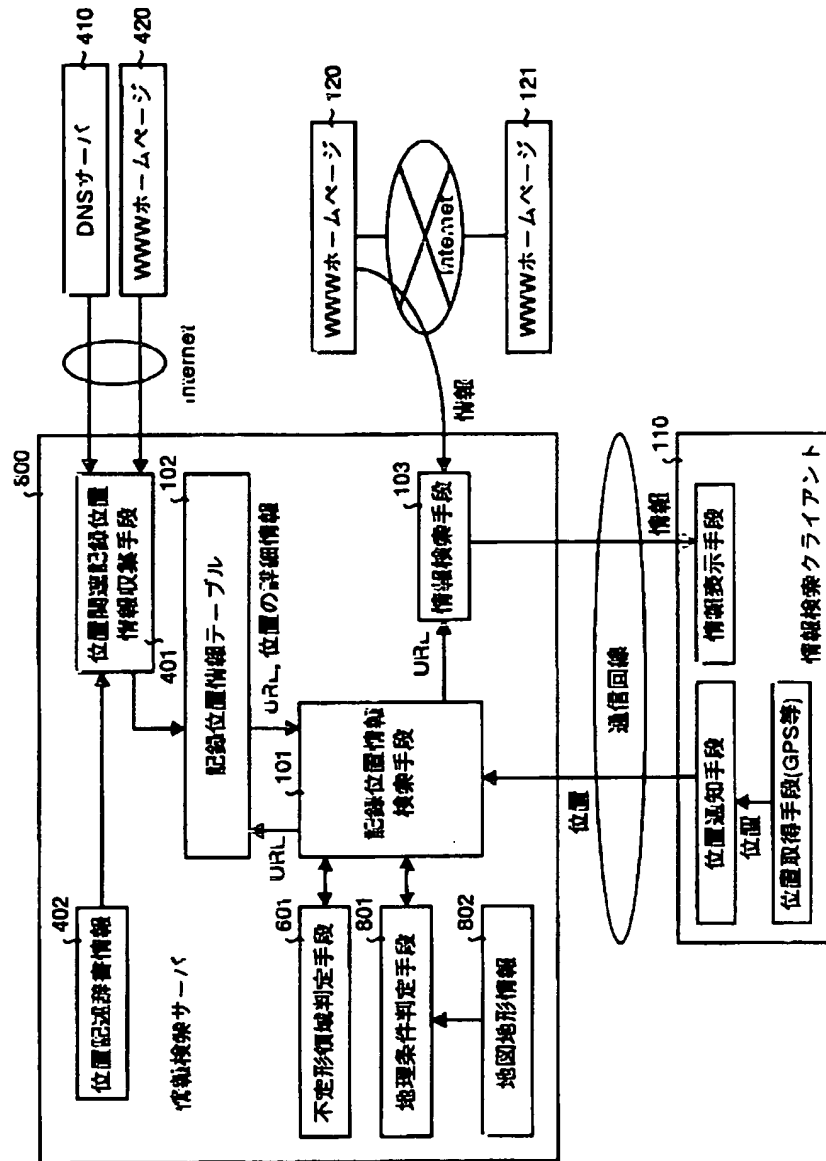 800
位置記述辞書情報
402
情報検索サーバ
位置関連記録位置
情報収集手段
401
DNSサーバ
410
WWWホームページ
420
Internet
記録位置情報テーブル
102
URL
URL, 位置の詳細情報
記録位置情報
検索手段
101
不定形領域判定手段
601
地理条件判定手段
801
地図地形情報
802
URL
情報検索手段
103
情報
WWWホームページ
120
Internet
WWWホームページ
121
位置
通信回線
情報
110
位置通知手段
位置
位置取得手段(GPS等)
情報表示手段
情報検索クライアント